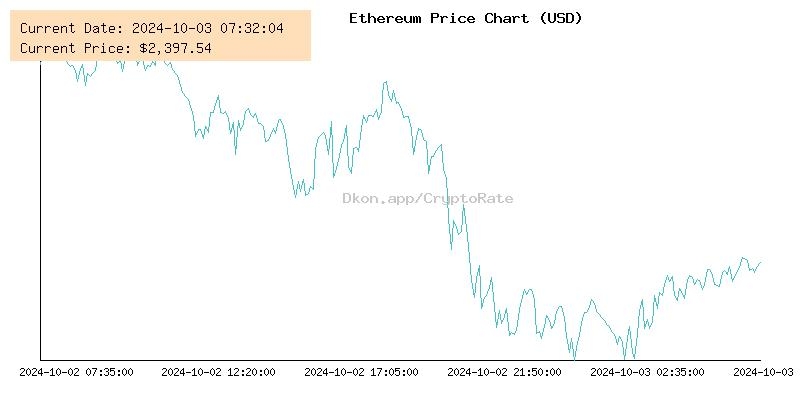 Ethereum Price Chart (USD)
Current Date: 2024-10-03 07:32:04
Current Price: $2,397.54
Dkon.app/CryptoRate
2024-10-02 07:35:00 2024-10-02 12:20:00 2024-10-02 17:05:00 2024-10-02 21:50:00 2024-10-03 02:35:00 2024-10-03